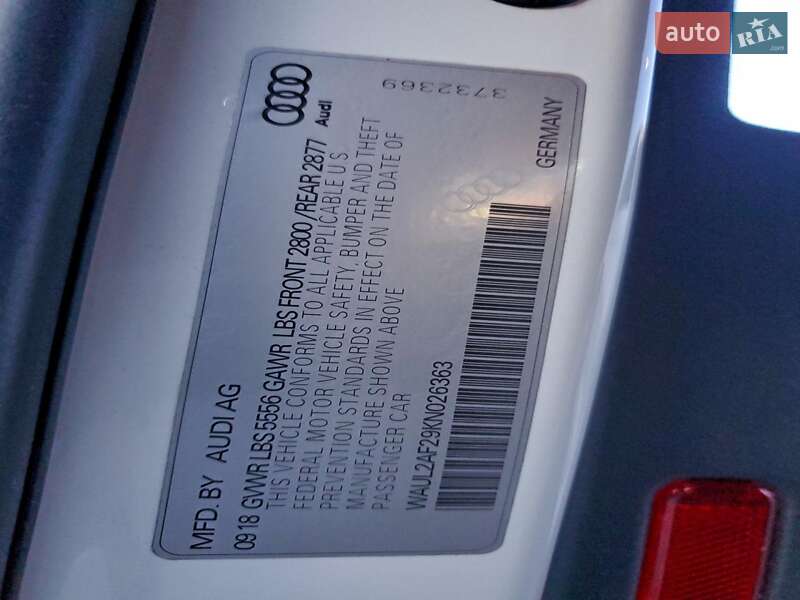 auto RIA
.com
3732369
Audi
MFD. BY AUDI AG
09 18 GVWR LBS 5556 GAWR LBS FRONT 2800 / REAR 2877
THIS VEHICLE CONFORMS TO ALL APPLICABLE U S
FEDERAL MOTOR VEHICLE SAFETY, BUMPER AND THEFT
PREVENTION STANDARDS IN EFFECT ON THE DATE OF
MANUFACTURE SHOWN ABOVE
PASSENGER CAR
WAUL2AF29KN026363
GERMANY